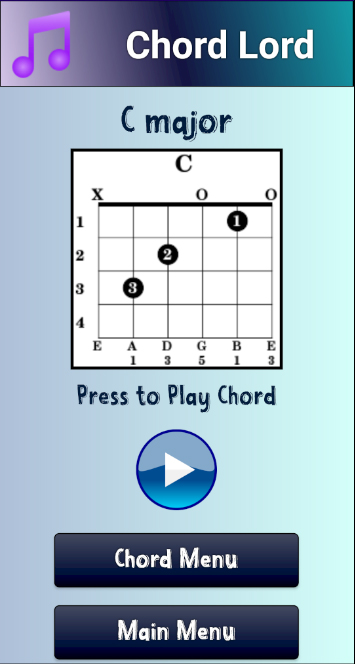 Chord Lord
C major
C
X O O
1 1
2 2
3 3
4
E A D G B E
1 3 5 1 3
Press to Play Chord
Chord Menu
Main Menu